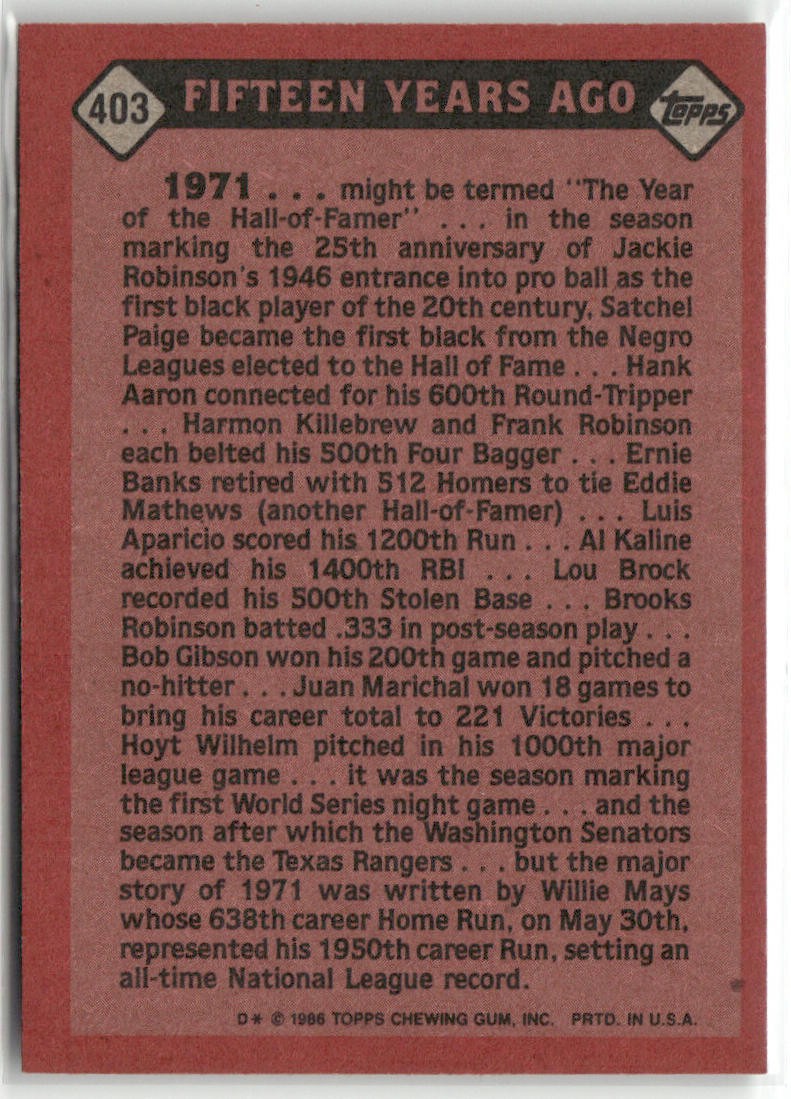 403 FIFTEEN YEARS AGO TOPPS
1971 . . . might be termed "The Year
of the Hall-of-Famer" . . . in the season
marking the 25th anniversary of Jackie
Robinson's 1946 entrance into pro ball as the
first black player of the 20th century, Satchel
Paige became the first black from the Negro
Leagues elected to the Hall of Fame . . . Hank
Aaron connected for his 600th Round-Tripper
. . . Harmon Killebrew and Frank Robinson
each belted his 500th Four Bagger . . . Ernie
Banks retired with 512 Homers to tie Eddie
Mathews (another Hall-of-Famer) . . . Luis
Aparicio scored his 1200th Run . . . Al Kaline
achieved his 1400th RBI . . . Lou Brock
recorded his 500th Stolen Base . . . Brooks
Robinson batted .333 in post-season play . . .
Bob Gibson won his 200th game and pitched a
no-hitter . . . Juan Marichal won 18 games to
bring his career total to 221 Victories . . .
Hoyt Wilhelm pitched in his 1000th major
league game . . . it was the season marking
the first World Series night game . . . and the
season after which the Washington Senators
became the Texas Rangers . . . but the major
story of 1971 was written by Willie Mays
whose 638th career Home Run, on May 30th,
represented his 1950th career Run, setting an
all-time National League record.
D* © 1986 TOPPS CHEWING GUM, INC. PRTD. IN U.S.A.